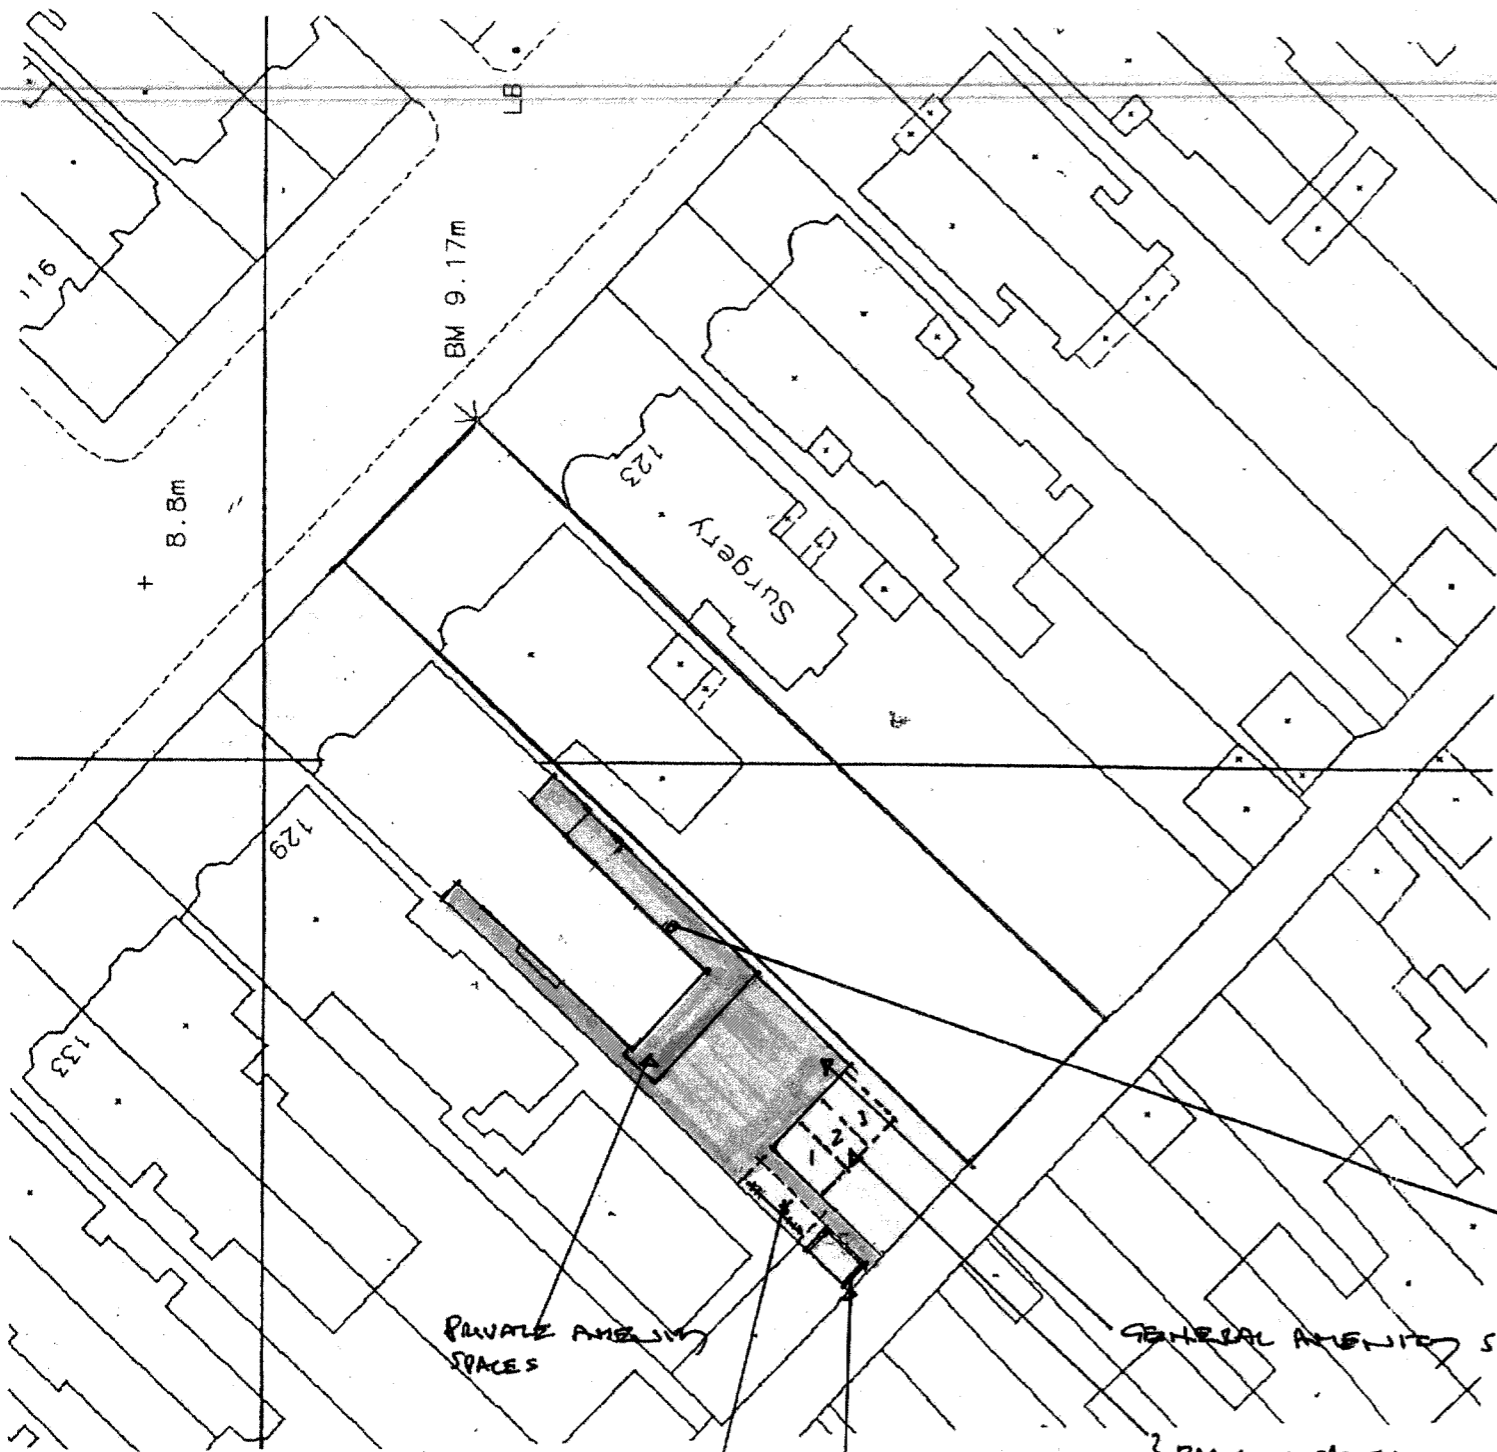 LB
116
BM 9.17m
123
Surgery
8.8m
129
133
1
2
3
PRIVATE AMENITY
SPACES
GENERAL AMENITY S